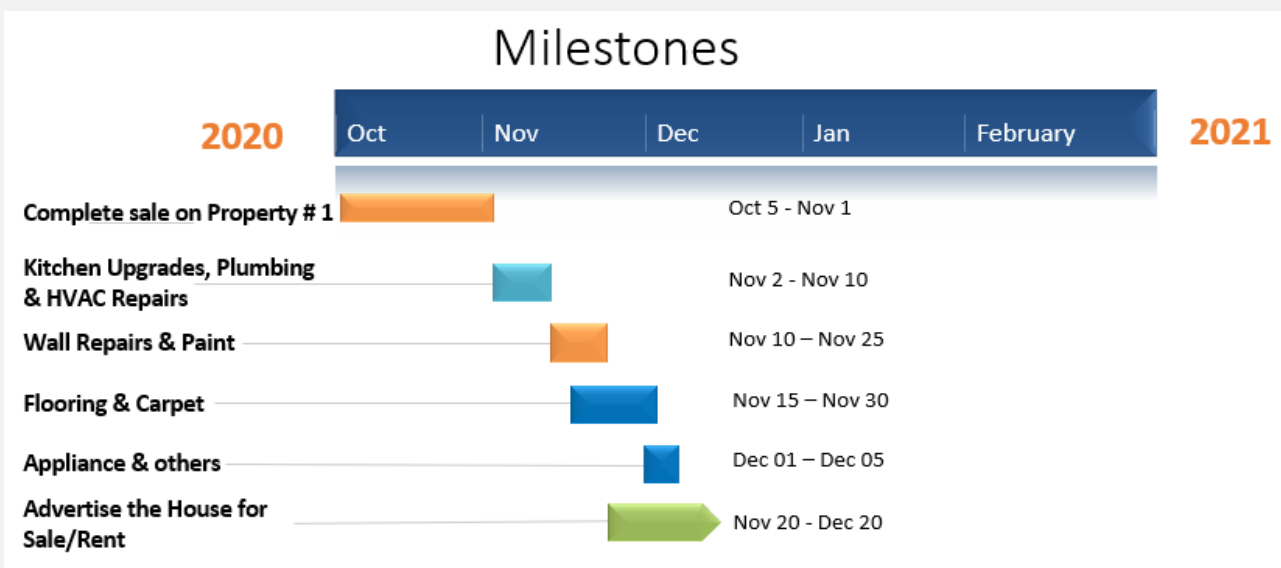 Milestones
2020 Oct Nov Dec Jan February 2021
Complete sale on Property # 1 Oct 5 - Nov 1
Kitchen Upgrades, Plumbing
& HVAC Repairs Nov 2 - Nov 10
Wall Repairs & Paint Nov 10 – Nov 25
Flooring & Carpet Nov 15 – Nov 30
Appliance & others Dec 01 – Dec 05
Advertise the House for
Sale/Rent Nov 20 - Dec 20